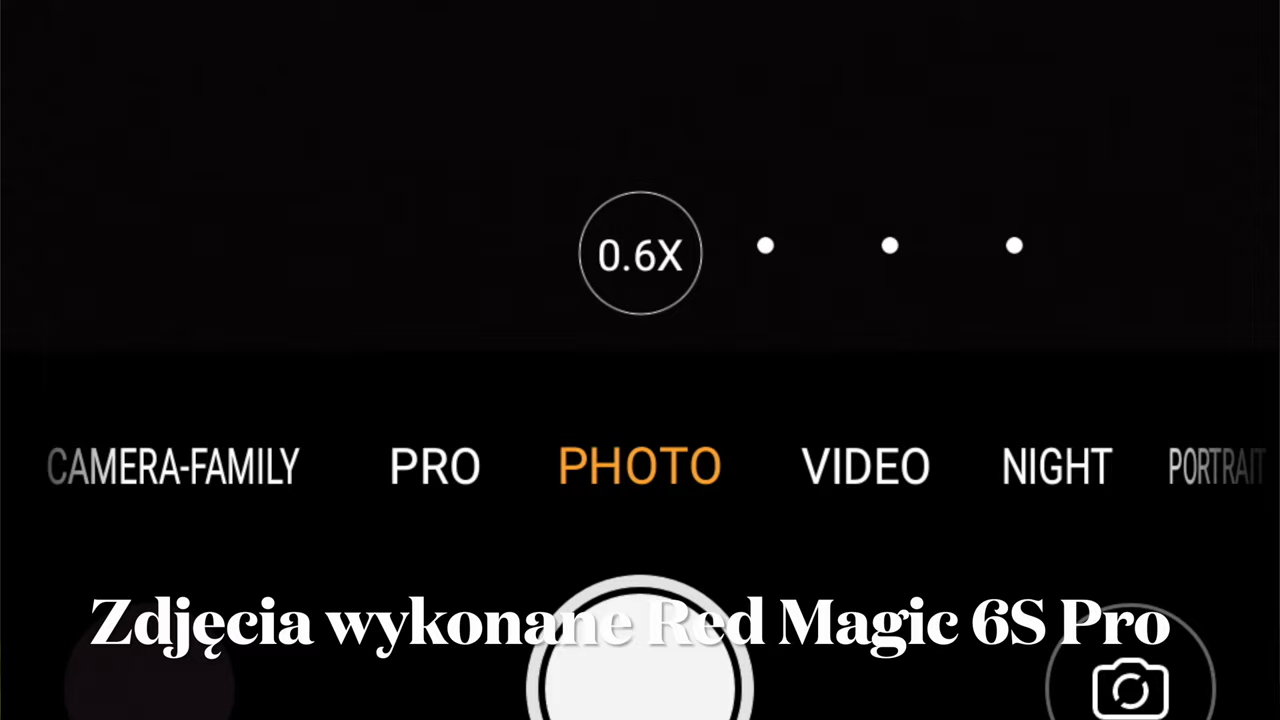 0.6X
CAMERA-FAMILY PRO PHOTO VIDEO NIGHT PORTRAIT
Zdjęcia wykonane Red Magic 6S Pro